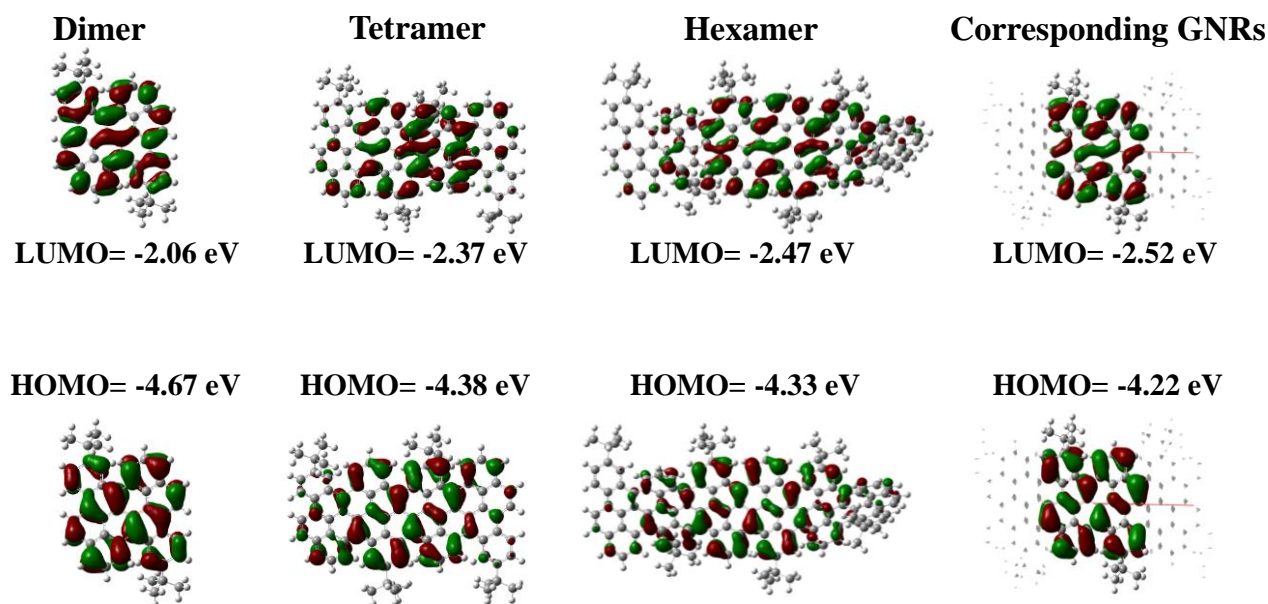 Dimer Tetramer Hexamer Corresponding GNRs
LUMO= -2.06 eV LUMO= -2.37 eV LUMO= -2.47 eV LUMO= -2.52 eV
HOMO= -4.67 eV HOMO= -4.38 eV HOMO= -4.33 eV HOMO= -4.22 eV